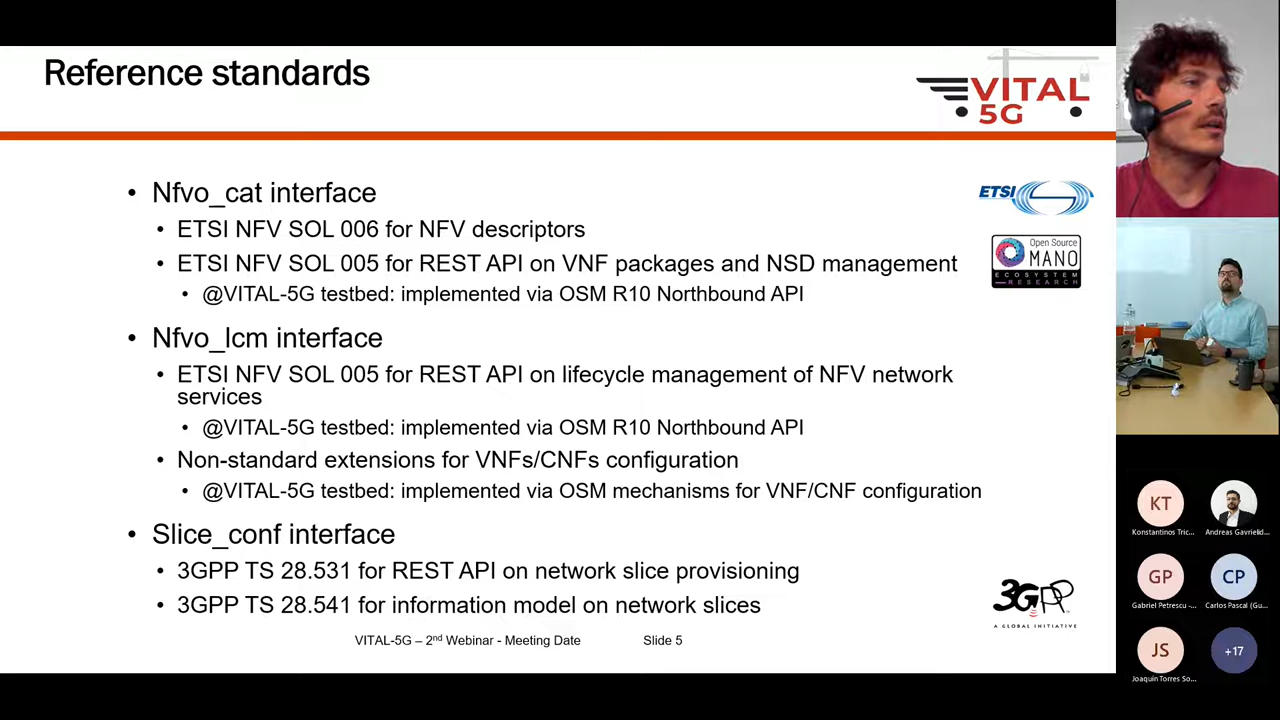 Reference standards
VITAL
5G
• Nfvo_cat interface
• ETSI NFV SOL 006 for NFV descriptors
• ETSI NFV SOL 005 for REST API on VNF packages and NSD management
• @VITAL-5G testbed: implemented via OSM R10 Northbound API
• Nfvo_lcm interface
• ETSI NFV SOL 005 for REST API on lifecycle management of NFV network
services
• @VITAL-5G testbed: implemented via OSM R10 Northbound API
• Non-standard extensions for VNFs/CNFs configuration
• @VITAL-5G testbed: implemented via OSM mechanisms for VNF/CNF configuration
• Slice_conf interface
• 3GPP TS 28.531 for REST API on network slice provisioning
• 3GPP TS 28.541 for information model on network slices
VITAL-5G – 2nd Webinar - Meeting Date
Slide 5
ETSI
Open Source
MANO
ECOSYSTEM
RESEARCH
3GPP
A GLOBAL INITIATIVE
KT
Konstantinos Tric...
Andreas Gavrielid...
GP
Gabriel Petrescu -...
CP
Carlos Pascal (Gu...
JS
Joaquín Torres So...
+17